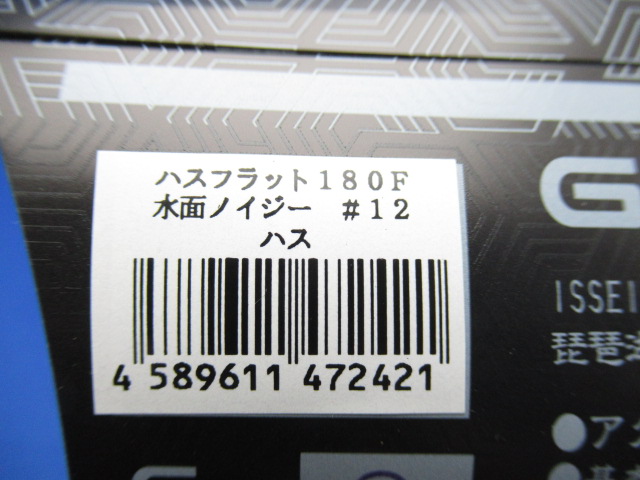 ハスフラット180F
水面ノイジー #12
ハス
4 589611 472421
G
ISSEI
琵琶
●ア